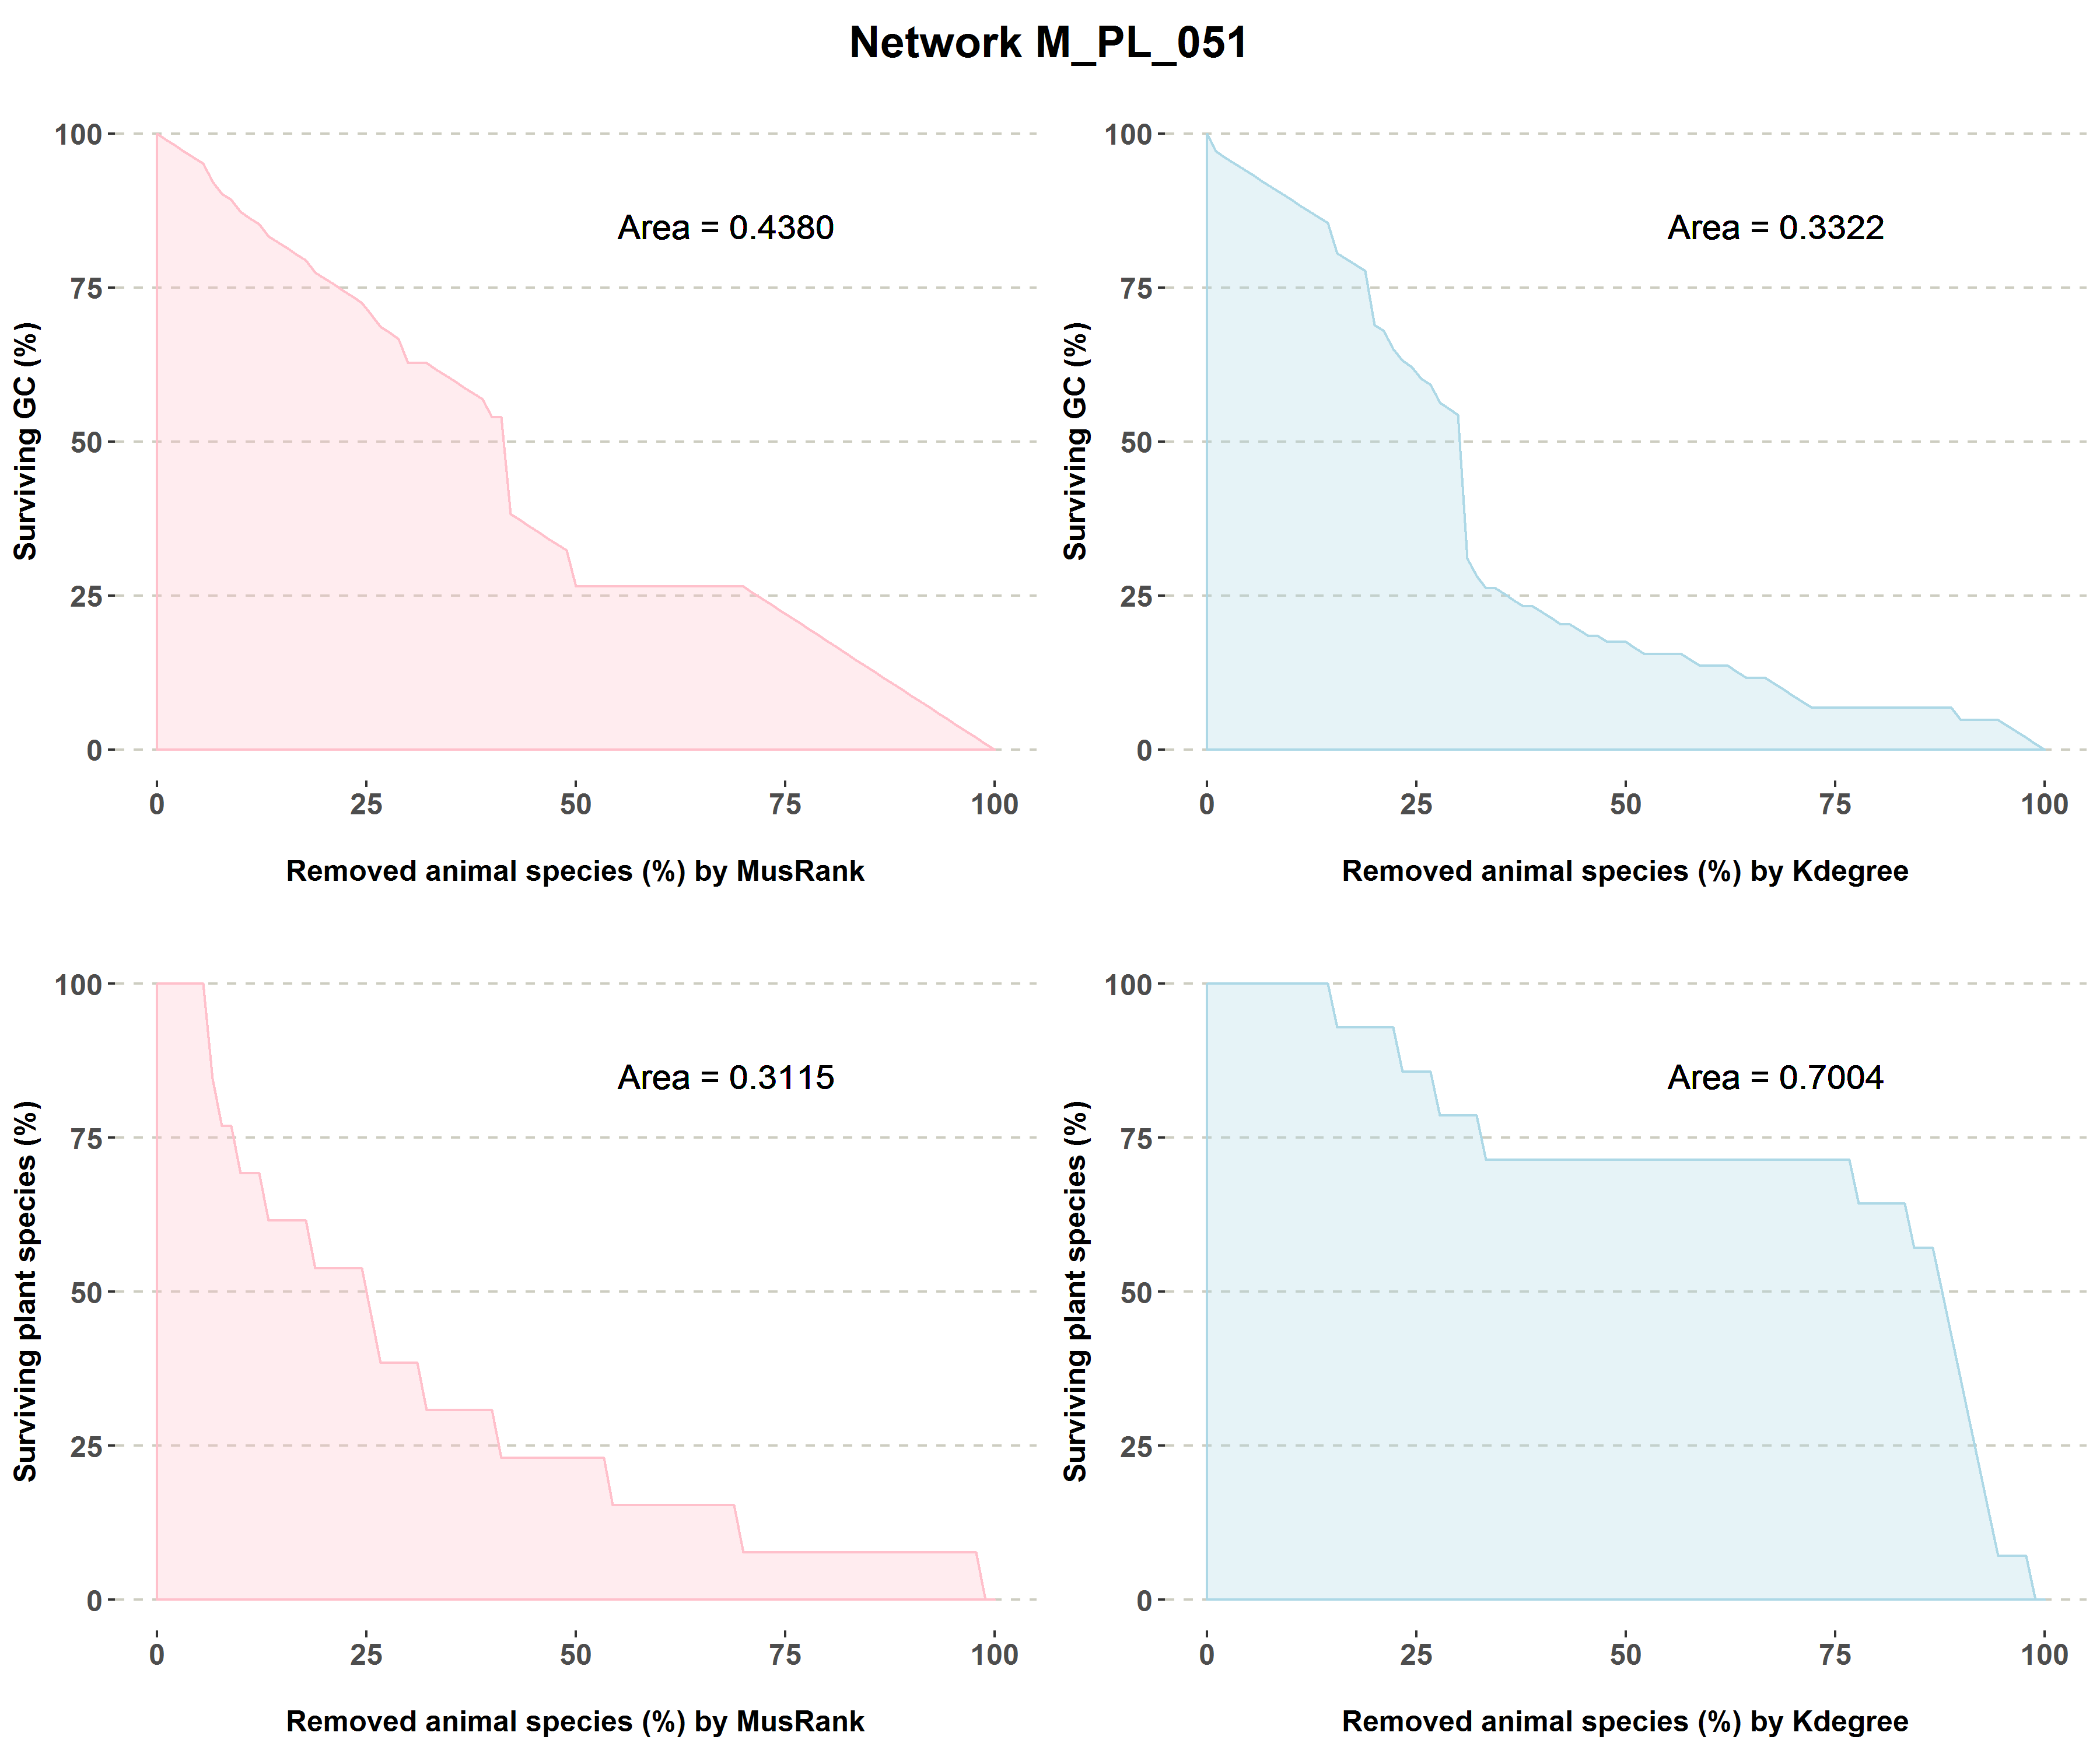 Network M_PL_051
Surviving GC (%)
100
75
50
25
0
Area = 0.4380
0 25 50 75 100
Removed animal species (%) by MusRank
Surviving GC (%)
100
75
50
25
0
Area = 0.3322
0 25 50 75 100
Removed animal species (%) by Kdegree
Surviving plant species (%)
100
75
50
25
0
Area = 0.3115
0 25 50 75 100
Removed animal species (%) by MusRank
Surviving plant species (%)
100
75
50
25
0
Area = 0.7004
0 25 50 75 100
Removed animal species (%) by Kdegree